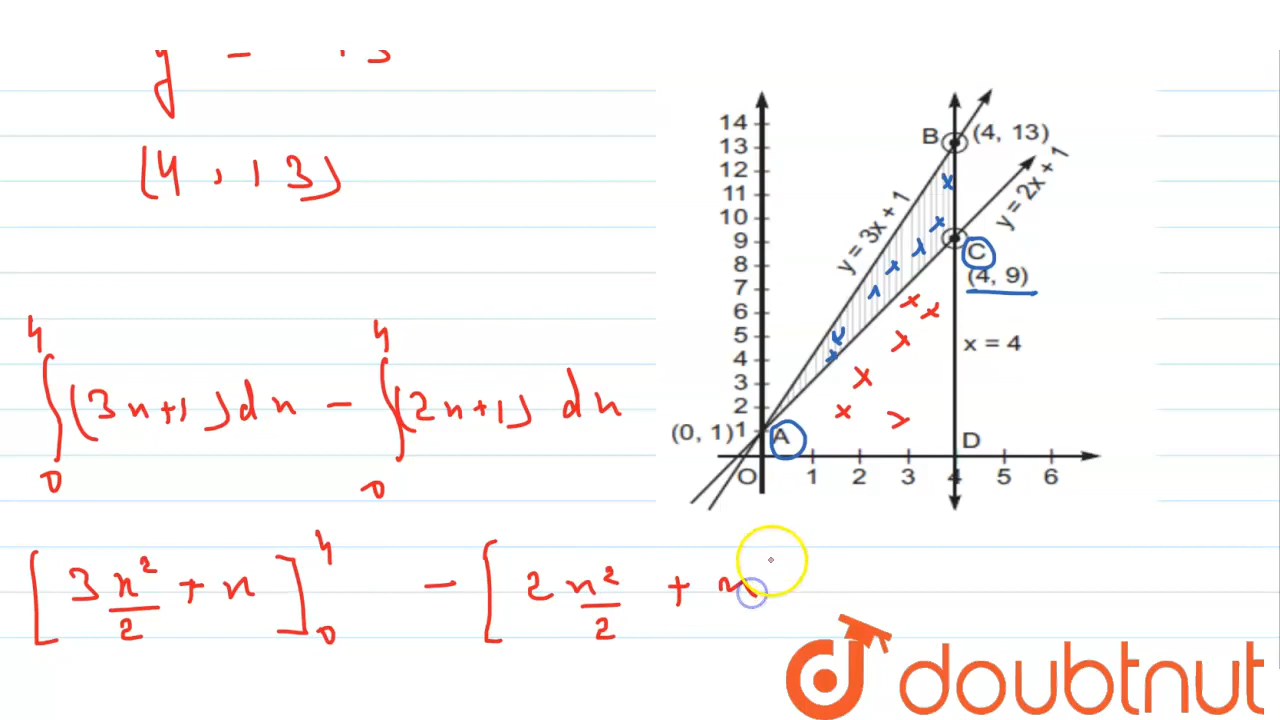 y = 13
(4, 13)
∫₀⁴ (3x+1) dx − ∫₀⁴ (2x+1) dx
[3x²/2 + x]₀⁴ − [2x²/2 + x
14
13
12
11
10
9
8
7
6
5
4
3
2
1
B (4, 13)
y = 3x + 1
y = 2x + 1
C
(4, 9)
x = 4
(0, 1)
A
D
O 1 2 3 4 5 6
doubtnut